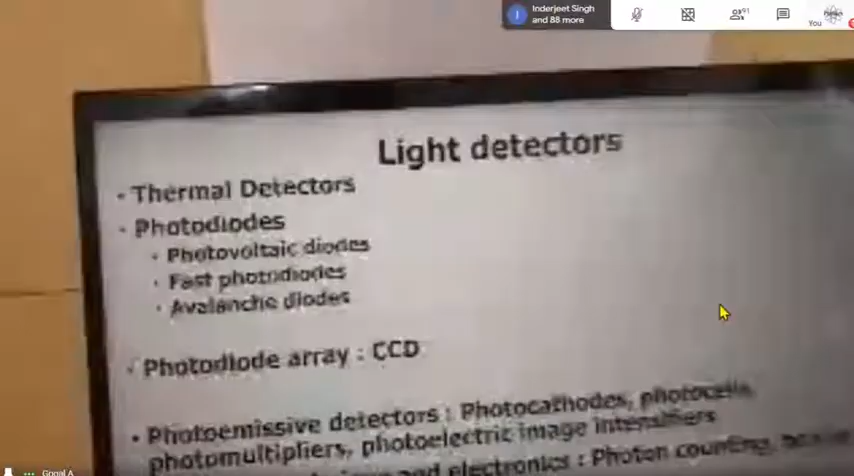 Inderjeet Singh
and 88 more
91
You
Light detectors
• Thermal Detectors
• Photodiodes
• Photovoltaic diodes
• Fast photodiodes
• Avalanche diodes
• Photodiode array : CCD
• Photoemissive detectors : Photocathodes, photocells,
photomultipliers, photoelectric image intensifiers
and electronics : Photon counting,
Gopal A